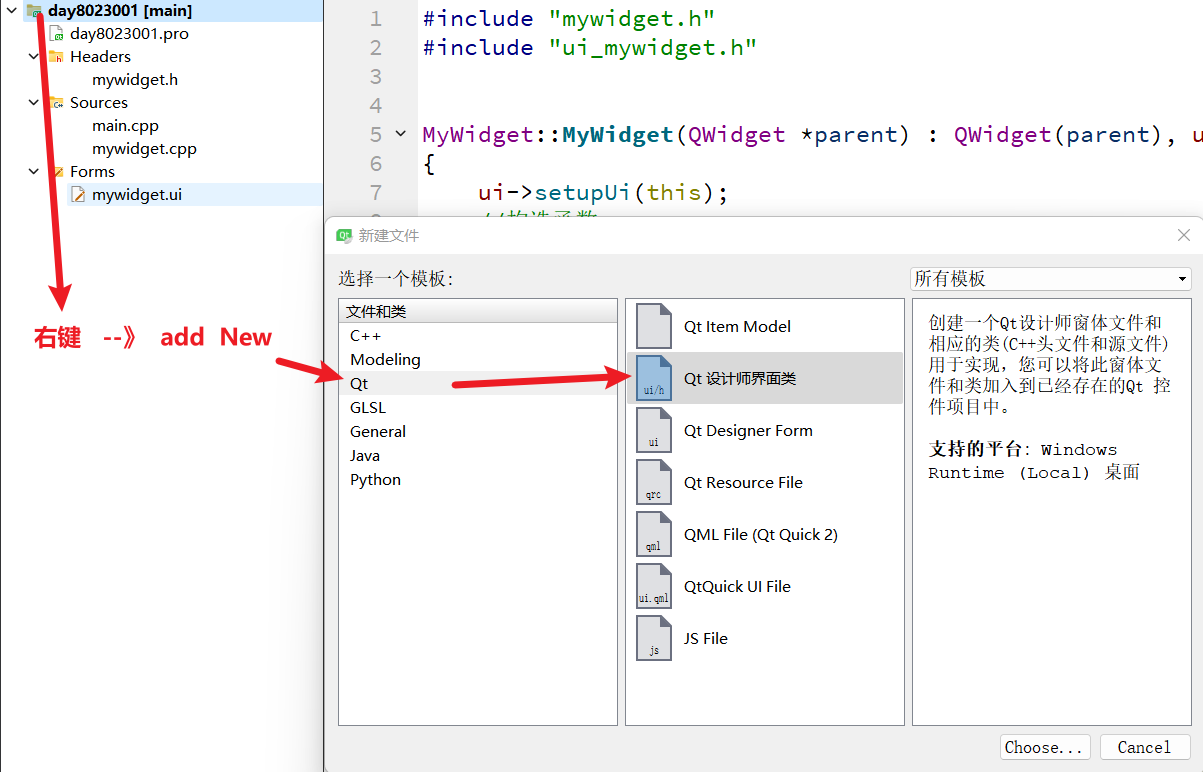 day8023001 [main]
day8023001.pro
Headers
mywidget.h
Sources
main.cpp
mywidget.cpp
Forms
mywidget.ui
右键 --》 add New
1 #include "mywidget.h"
2 #include "ui_mywidget.h"
3
4
5 MyWidget::MyWidget(QWidget *parent) : QWidget(parent), u
6 {
7 ui->setupUi(this);
//构造函数
新建文件
选择一个模板:
所有模板
文件和类
C++
Modeling
Qt
GLSL
General
Java
Python
Qt Item Model
ui/h Qt 设计师界面类
ui Qt Designer Form
qrc Qt Resource File
qml QML File (Qt Quick 2)
ui.qml QtQuick UI File
js JS File
创建一个Qt设计师窗体文件和
相应的类(C++头文件和源文件)
用于实现，您可以将此窗体文
件和类加入到已经存在的Qt 控
件项目中。
支持的平台: Windows
Runtime (Local) 桌面
Choose...
Cancel